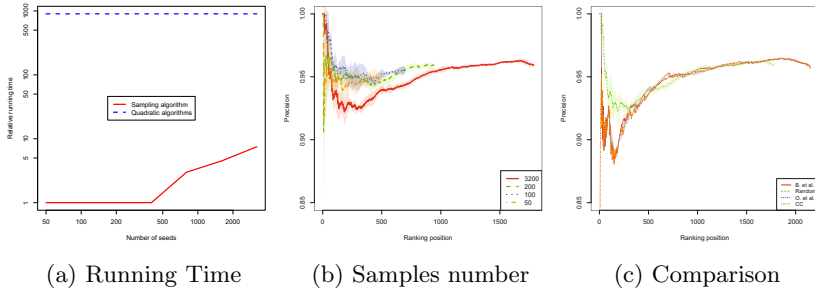 1000
500
100
50
10
5
1
Relative running time
Sampling algorithm
Quadratic algorithms
50
100
200
500
1000
2000
Number of seeds
(a) Running Time
1.00
0.95
0.90
0.85
Precision
3200
200
100
50
0
500
1000
1500
Ranking position
(b) Samples number
1.00
0.95
0.90
0.85
Precision
B. et al.
Random
O. et al.
CC
0
500
1000
1500
2000
Ranking position
(c) Comparison